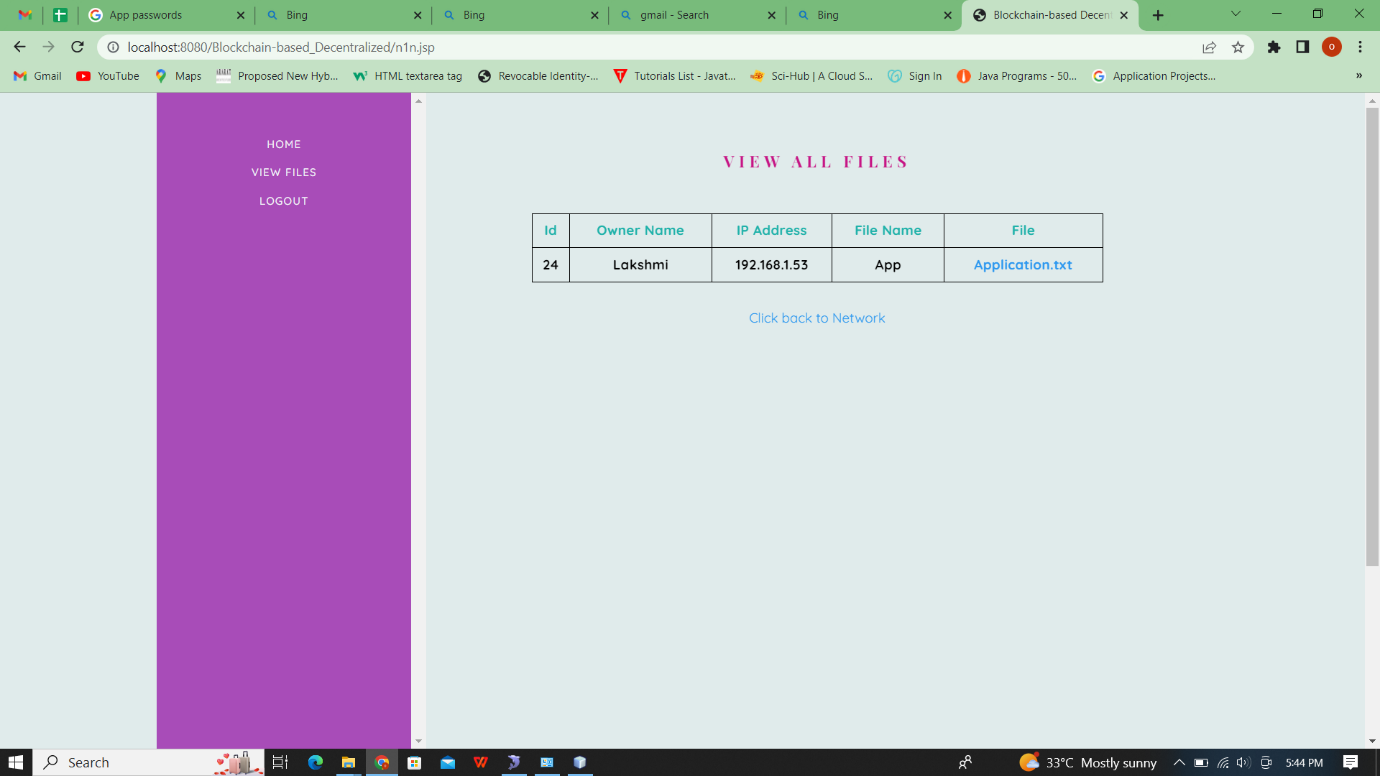 App passwords
Bing
Bing
gmail - Search
Bing
Blockchain-based Decent
localhost:8080/Blockchain-based_Decentralized/n1n.jsp
O
Gmail
YouTube
Maps
Proposed New Hyb...
HTML textarea tag
Revocable Identity-...
Tutorials List - Javat...
Sci-Hub | A Cloud S...
Sign In
Java Programs - 50...
Application Projects...
»
HOME
VIEW FILES
LOGOUT
VIEW ALL FILES
Id Owner Name IP Address File Name File
24 Lakshmi 192.168.1.53 App Application.txt
Click back to Network
Search
33°C Mostly sunny
5:44 PM